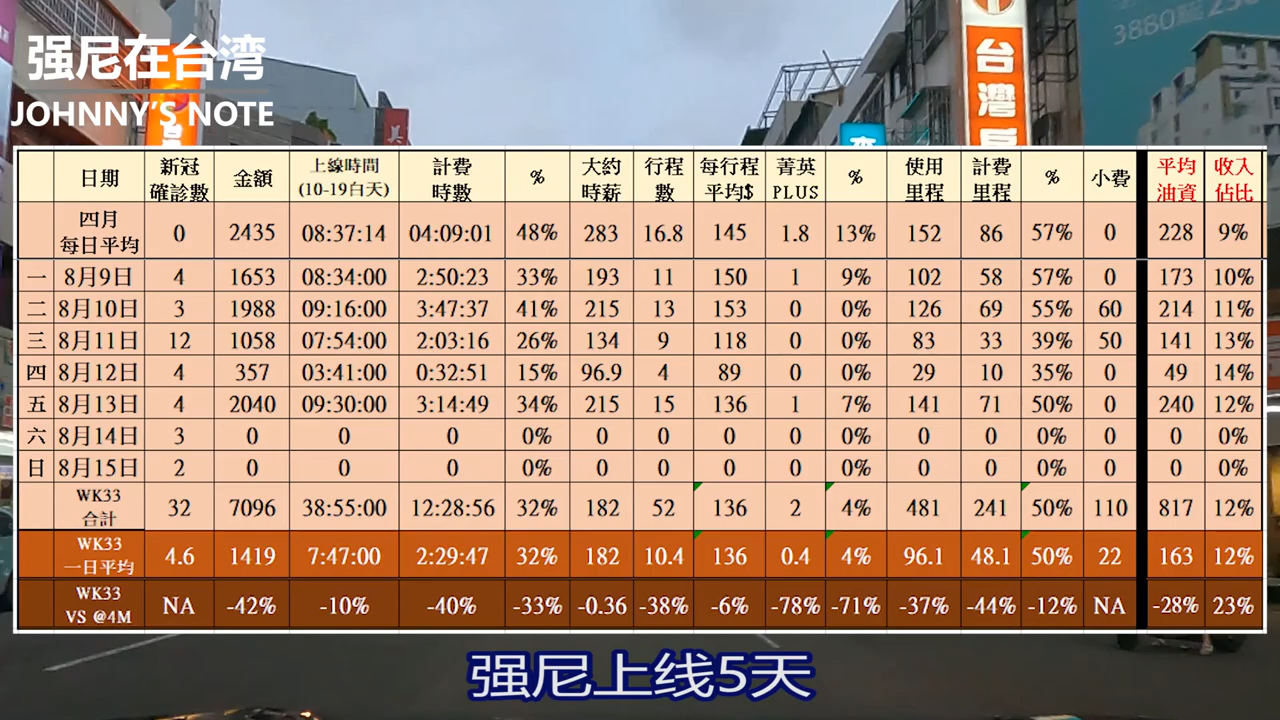 强尼在台湾
JOHNNY'S NOTE
3880
台灣
日期 新冠確診數 金額 上線時間(10-19白天) 計費時數 % 大約時薪 行程數 每行程平均$ 菁英PLUS % 使用里程 計費里程 % 小費 平均油資 收入佔比
四月每日平均 0 2435 08:37:14 04:09:01 48% 283 16.8 145 1.8 13% 152 86 57% 0 228 9%
一 8月9日 4 1653 08:34:00 2:50:23 33% 193 11 150 1 9% 102 58 57% 0 173 10%
二 8月10日 3 1988 09:16:00 3:47:37 41% 215 13 153 0 0% 126 69 55% 60 214 11%
三 8月11日 12 1058 07:54:00 2:03:16 26% 134 9 118 0 0% 83 33 39% 50 141 13%
四 8月12日 4 357 03:41:00 0:32:51 15% 96.9 4 89 0 0% 29 10 35% 0 49 14%
五 8月13日 4 2040 09:30:00 3:14:49 34% 215 15 136 1 7% 141 71 50% 0 240 12%
六 8月14日 3 0 0 0 0% 0 0 0 0 0% 0 0 0% 0 0 0%
日 8月15日 2 0 0 0 0% 0 0 0 0 0% 0 0 0% 0 0 0%
WK33合計 32 7096 38:55:00 12:28:56 32% 182 52 136 2 4% 481 241 50% 110 817 12%
WK33一日平均 4.6 1419 7:47:00 2:29:47 32% 182 10.4 136 0.4 4% 96.1 48.1 50% 22 163 12%
WK33 VS @4M NA -42% -10% -40% -33% -0.36 -38% -6% -78% -71% -37% -44% -12% NA -28% 23%
强尼上线5天